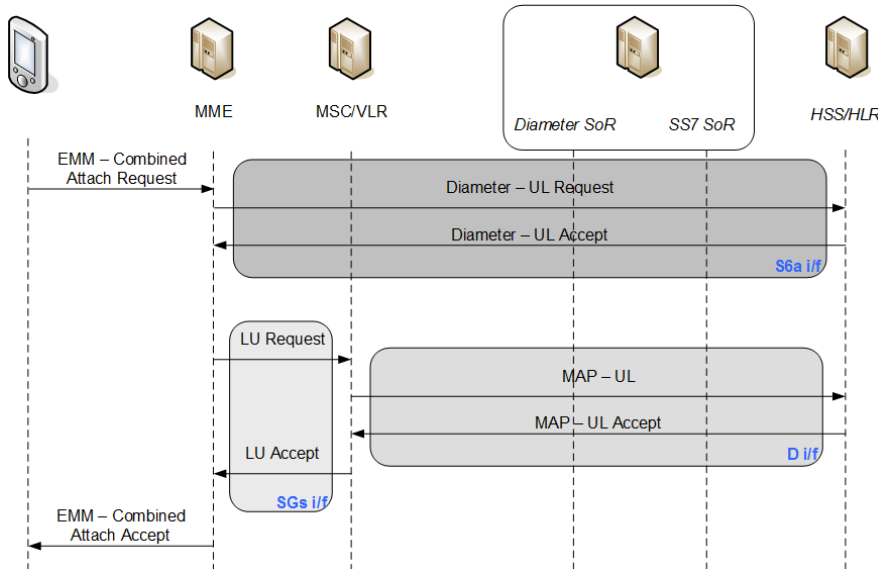 MME
MSC/VLR
Diameter SoR
SS7 SoR
HSS/HLR
EMM – Combined
Attach Request
Diameter – UL Request
Diameter – UL Accept
S6a i/f
LU Request
MAP – UL
MAP – UL Accept
LU Accept
D i/f
SGs i/f
EMM – Combined
Attach Accept